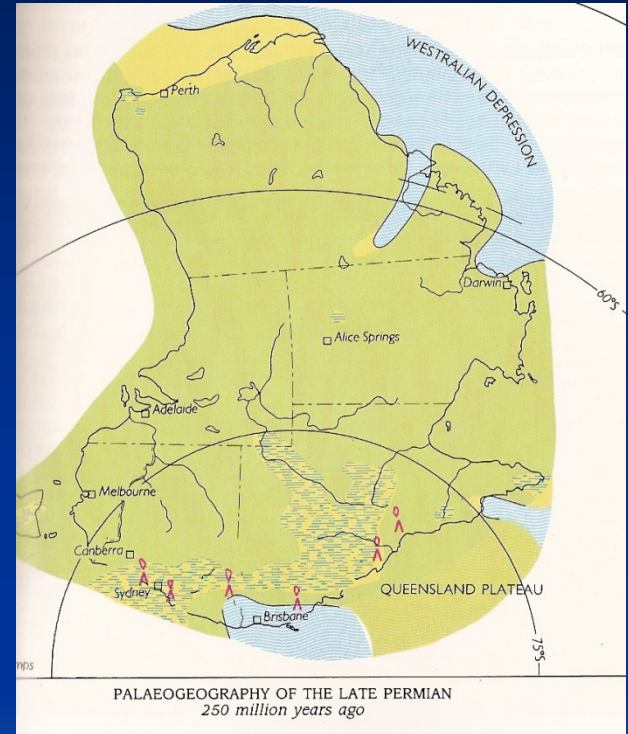 WESTRALIAN DEPRESSION
Perth
60°S
Darwin
Alice Springs
Adelaide
Melbourne
Canberra
Sydney
QUEENSLAND PLATEAU
Brisbane
75°S
mps
PALAEOGEOGRAPHY OF THE LATE PERMIAN
250 million years ago